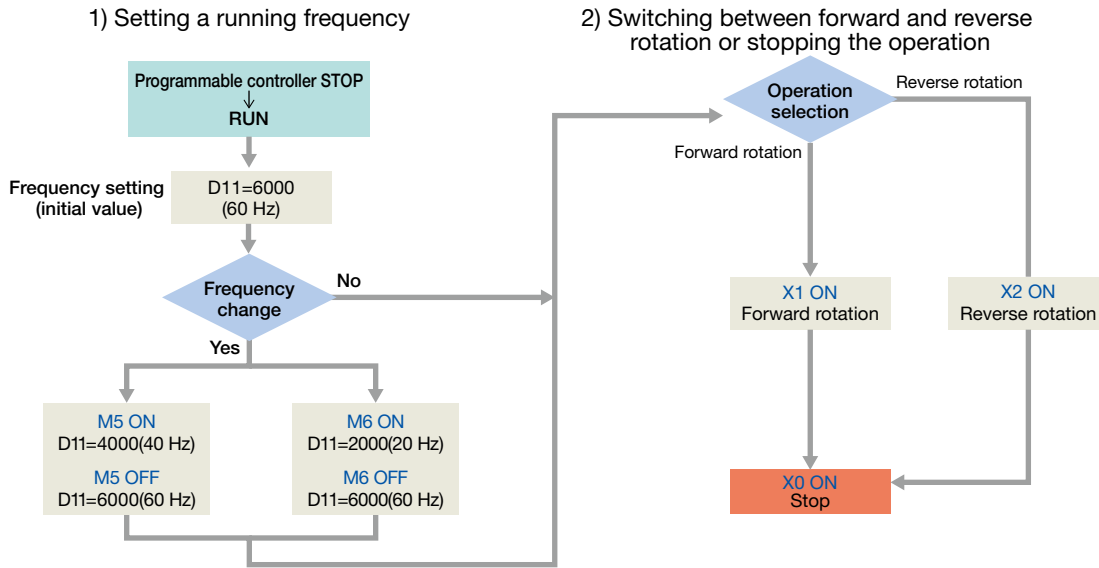 1) Setting a running frequency
Programmable controller STOP
RUN
Frequency setting
(initial value)
D11=6000
(60 Hz)
Frequency
change
No
Yes
M5 ON
D11=4000(40 Hz)
M5 OFF
D11=6000(60 Hz)
M6 ON
D11=2000(20 Hz)
M6 OFF
D11=6000(60 Hz)
2) Switching between forward and reverse
rotation or stopping the operation
Operation
selection
Reverse rotation
Forward rotation
X1 ON
Forward rotation
X2 ON
Reverse rotation
X0 ON
Stop